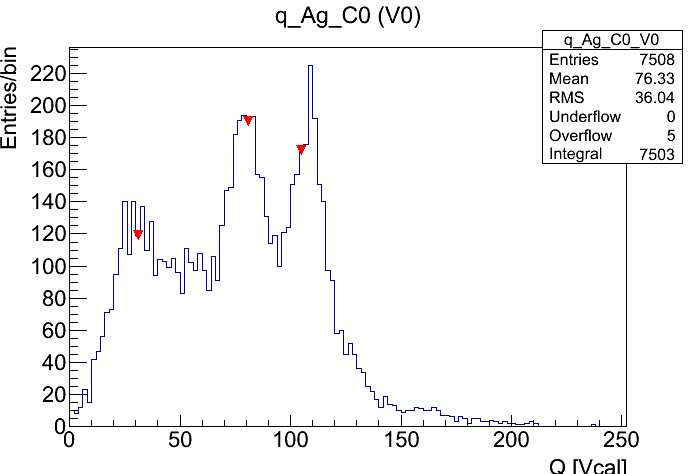 q_Ag_C0 (V0)
Entries/bin
q_Ag_C0_V0
Entries 7508
Mean 76.33
RMS 36.04
Underflow 0
Overflow 5
Integral 7503
220
200
180
160
140
120
100
80
60
40
20
0
0 50 100 150 200 250
Q [Vcal]